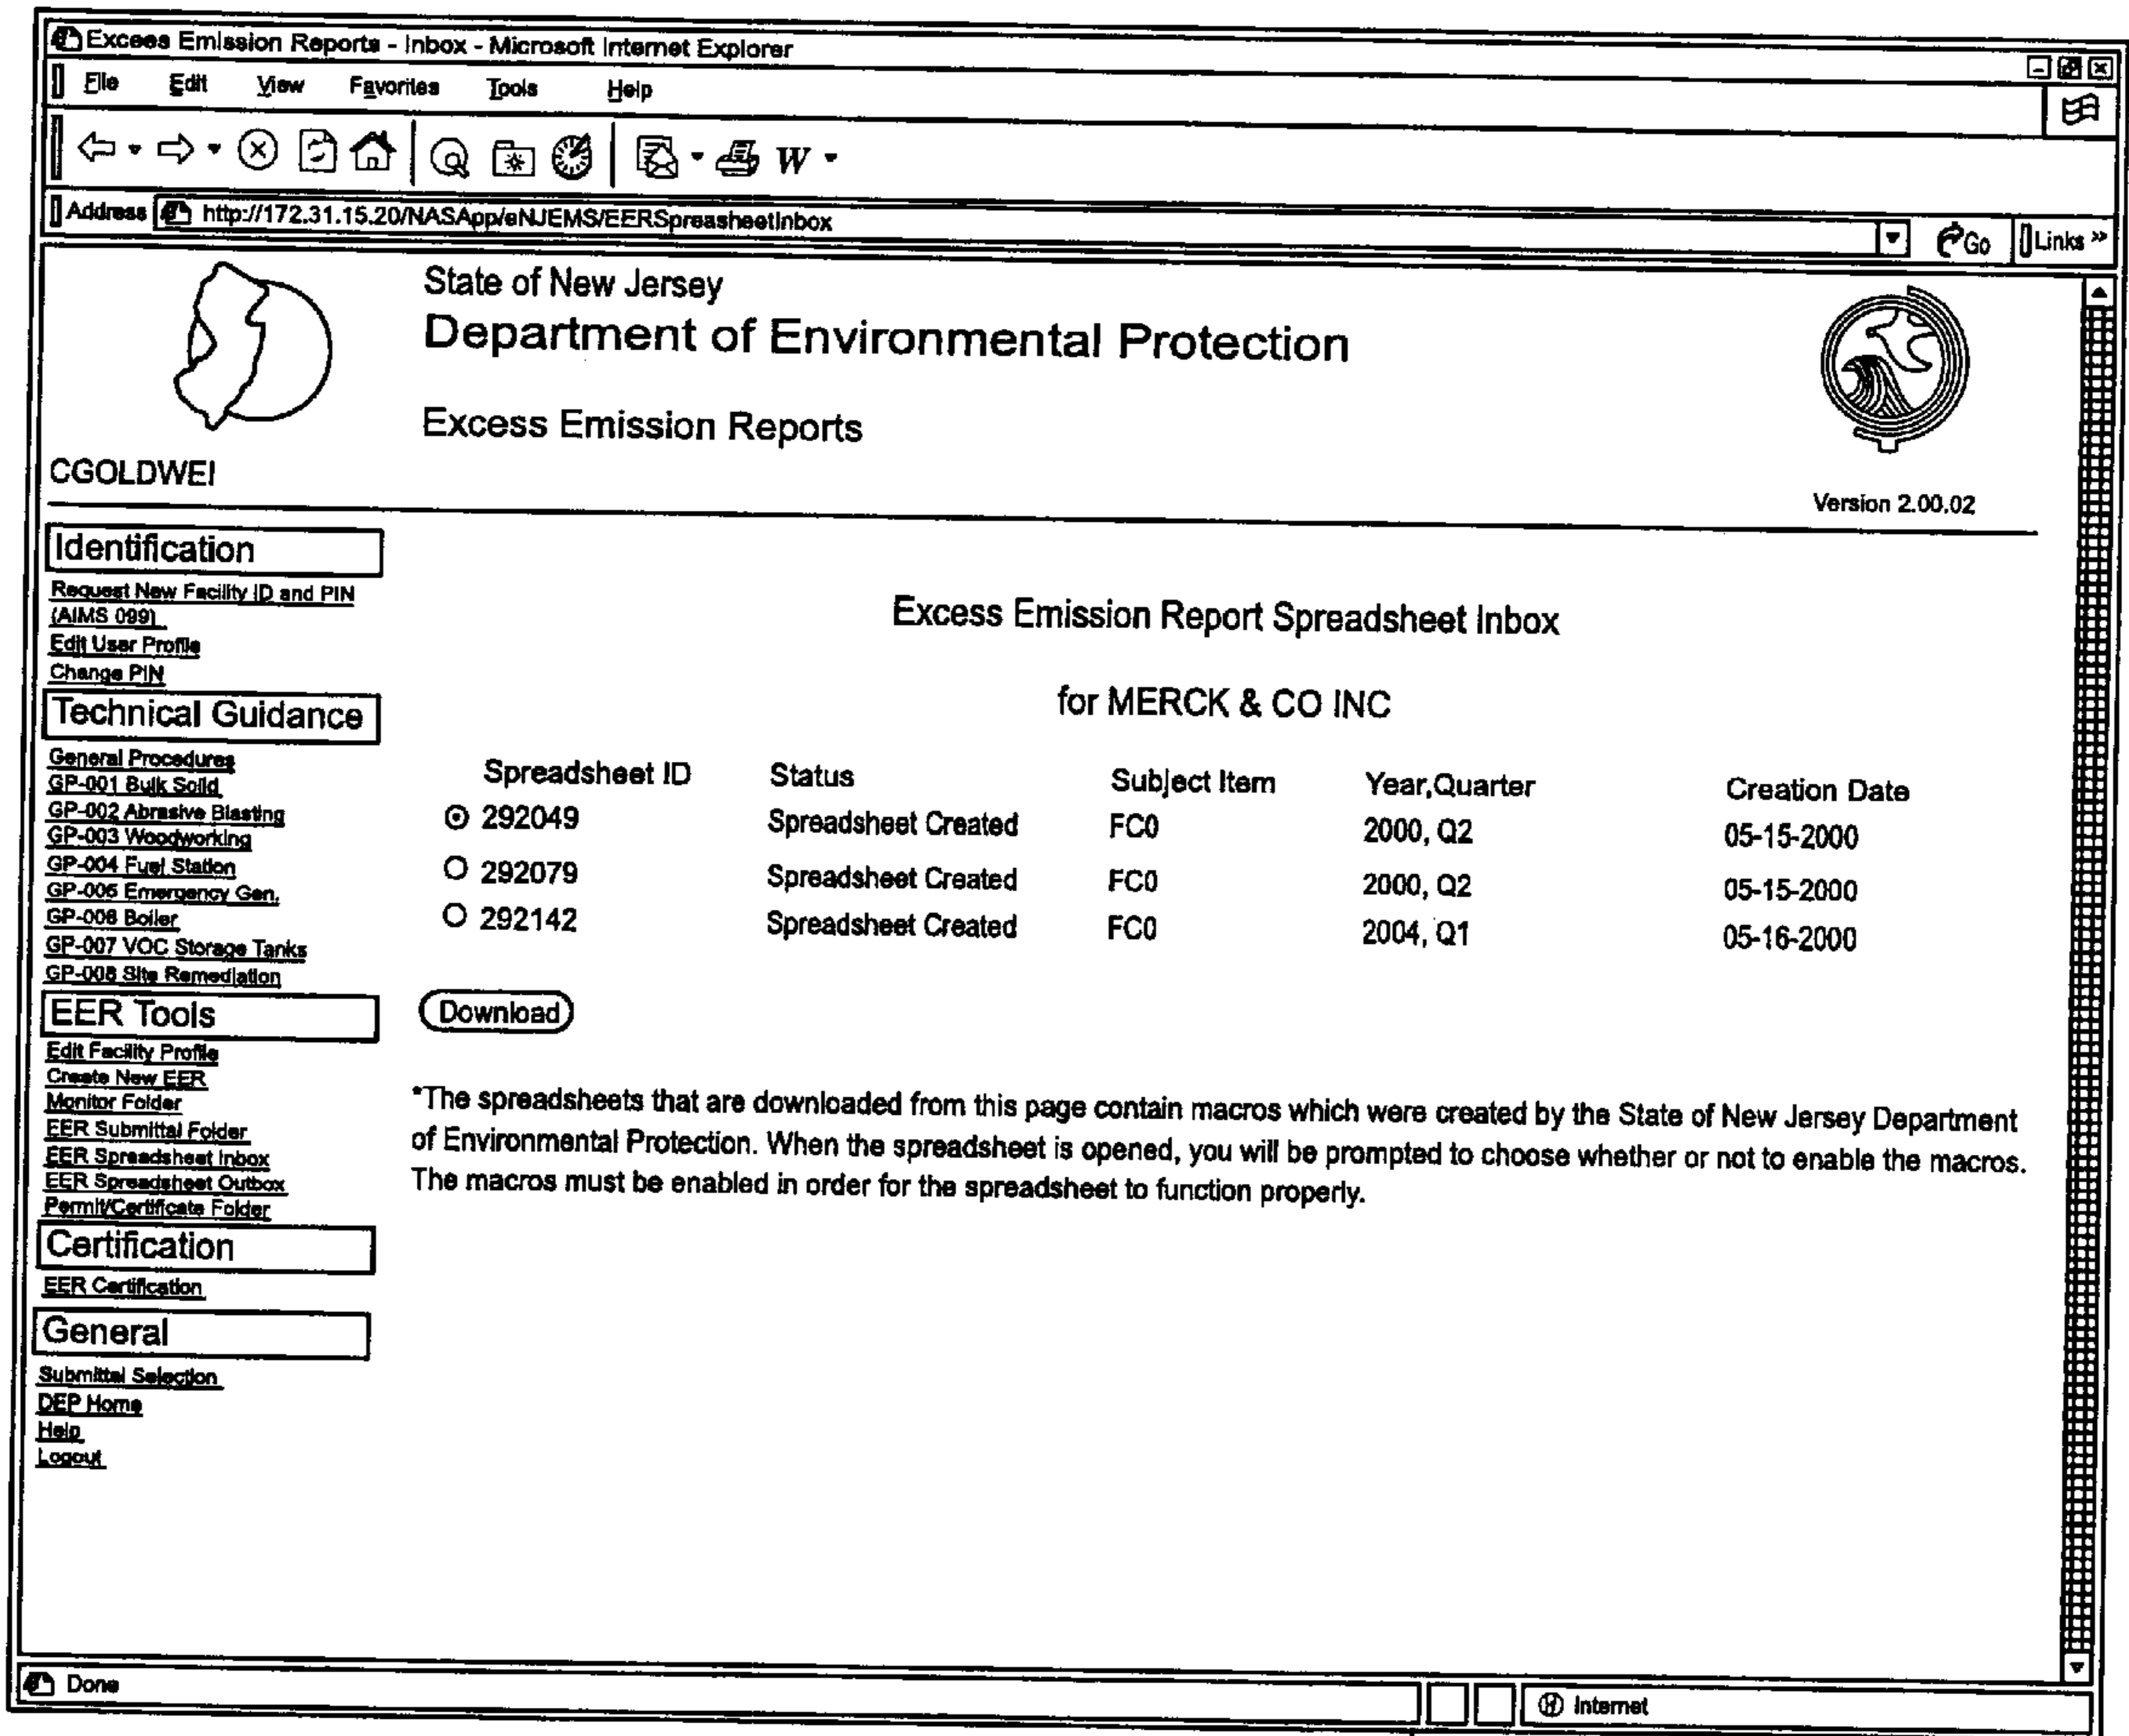 Excees Emission Reports - Inbox - Microsoft Internet Explorer
File Edit View Favorites Tools Help
W
Address http://172.31.15.20/NASApp/eNJEMS/EERSpreasheetInbox Go Links »
State of New Jersey
Department of Environmental Protection
Excess Emission Reports
CGOLDWEI
Version 2.00.02
Identification
Request New Facility ID and PIN
(AIMS 099)
Edit User Profile
Change PIN
Technical Guidance
General Procedures
GP-001 Bulk Solid
GP-002 Abrasive Blasting
GP-003 Woodworking
GP-004 Fuel Station
GP-005 Emergency Gen.
GP-006 Boiler
GP-007 VOC Storage Tanks
GP-008 Site Remediation
EER Tools
Edit Facility Profile
Create New EER
Monitor Folder
EER Submittal Folder
EER Spreadsheet Inbox
EER Spreadsheet Outbox
Permit/Certificate Folder
Certification
EER Certification
General
Submittal Selection
DEP Home
Help
Logout
Excess Emission Report Spreadsheet Inbox
for MERCK & CO INC
Spreadsheet ID Status Subject Item Year,Quarter Creation Date
292049 Spreadsheet Created FC0 2000, Q2 05-15-2000
292079 Spreadsheet Created FC0 2000, Q2 05-15-2000
292142 Spreadsheet Created FC0 2004, Q1 05-16-2000
Download
*The spreadsheets that are downloaded from this page contain macros which were created by the State of New Jersey Department
of Environmental Protection. When the spreadsheet is opened, you will be prompted to choose whether or not to enable the macros.
The macros must be enabled in order for the spreadsheet to function properly.
Done Internet